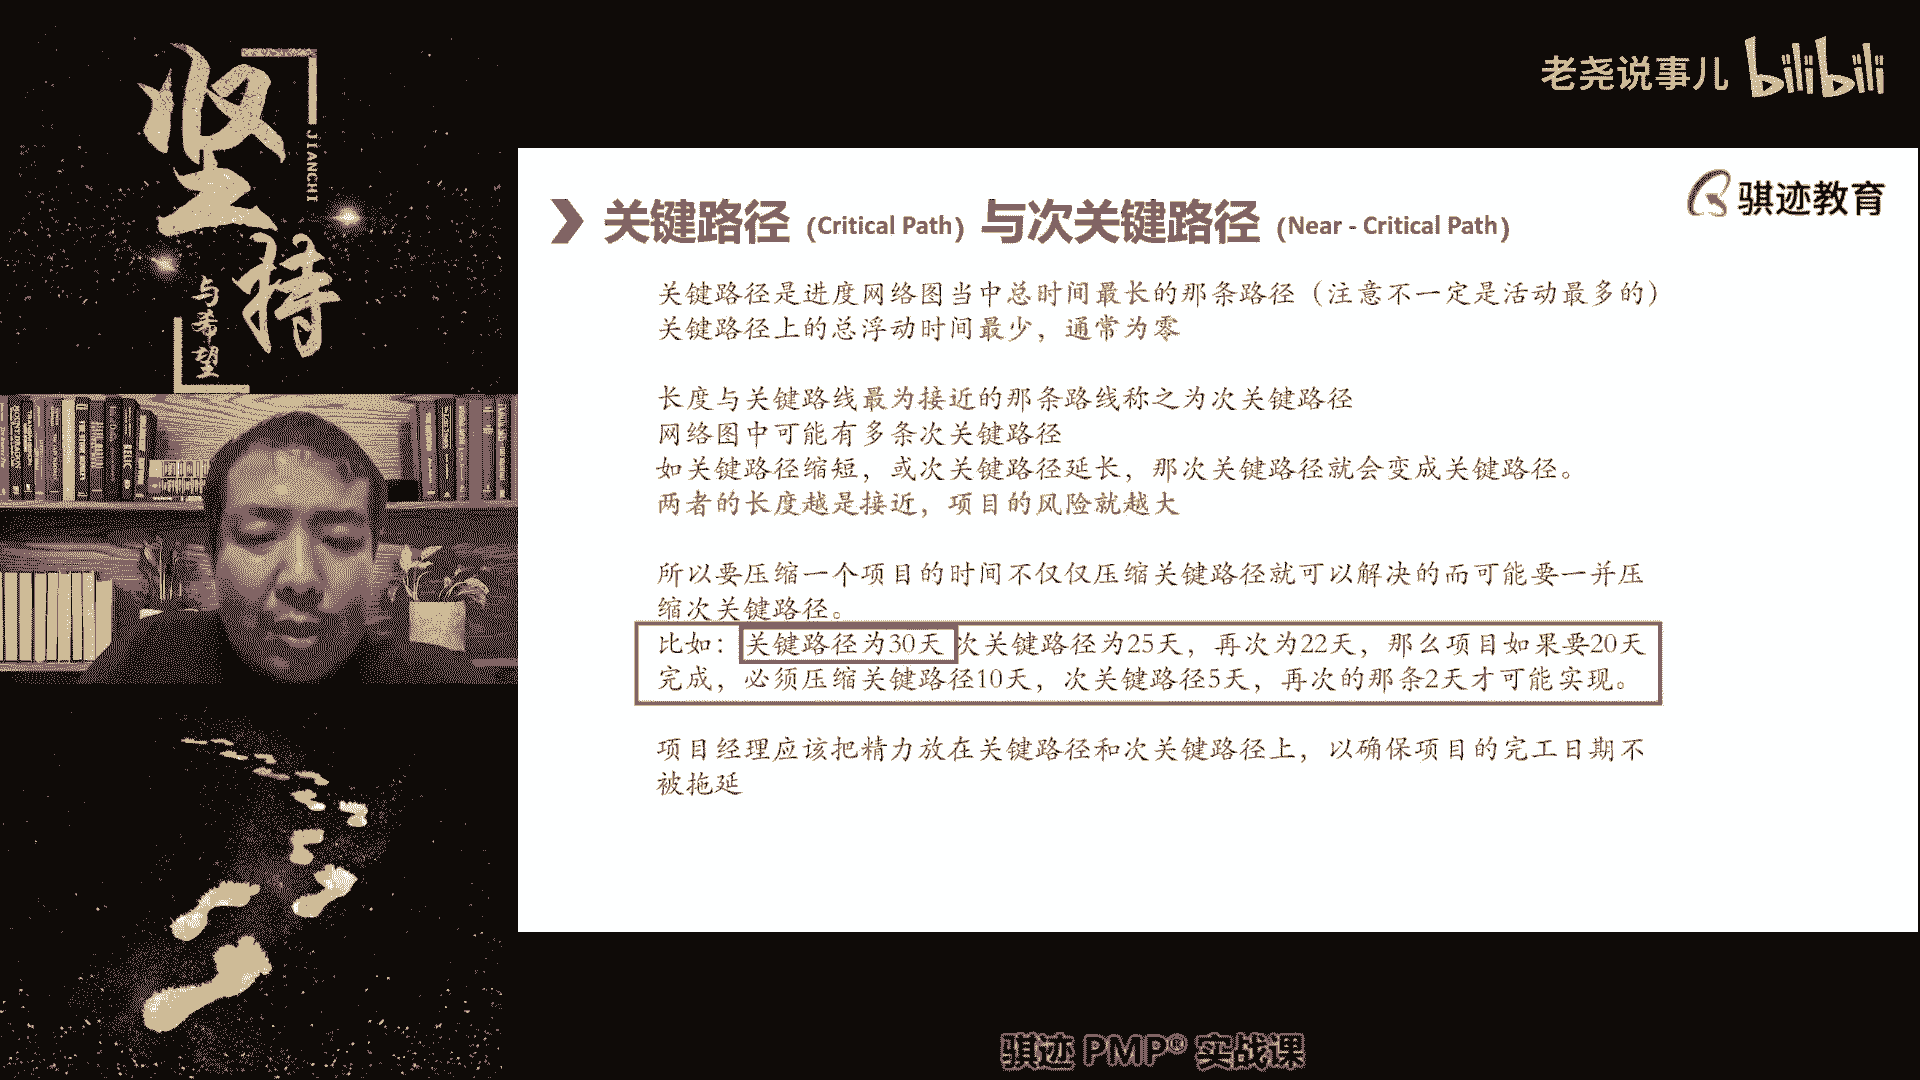 坚持
JIANCHI
与希望
老尧说事儿 bilibili
骐迹教育
关键路径 (Critical Path) 与次关键路径 (Near - Critical Path)
关键路径是进度网络图当中总时间最长的那条路径（注意不一定是活动最多的）
关键路径上的总浮动时间最少，通常为零
长度与关键路线最为接近的那条路线称之为次关键路径
网络图中可能有多条次关键路径
如关键路径缩短，或次关键路径延长，那次关键路径就会变成关键路径。
两者的长度越是接近，项目的风险就越大
所以要压缩一个项目的时间不仅仅压缩关键路径就可以解决的而可能要一并压
缩次关键路径。
比如：关键路径为30天 次关键路径为25天，再次为22天，那么项目如果要20天
完成，必须压缩关键路径10天，次关键路径5天，再次的那条2天才可能实现。
项目经理应该把精力放在关键路径和次关键路径上，以确保项目的完工日期不
被拖延
骐迹 PMP® 实战课